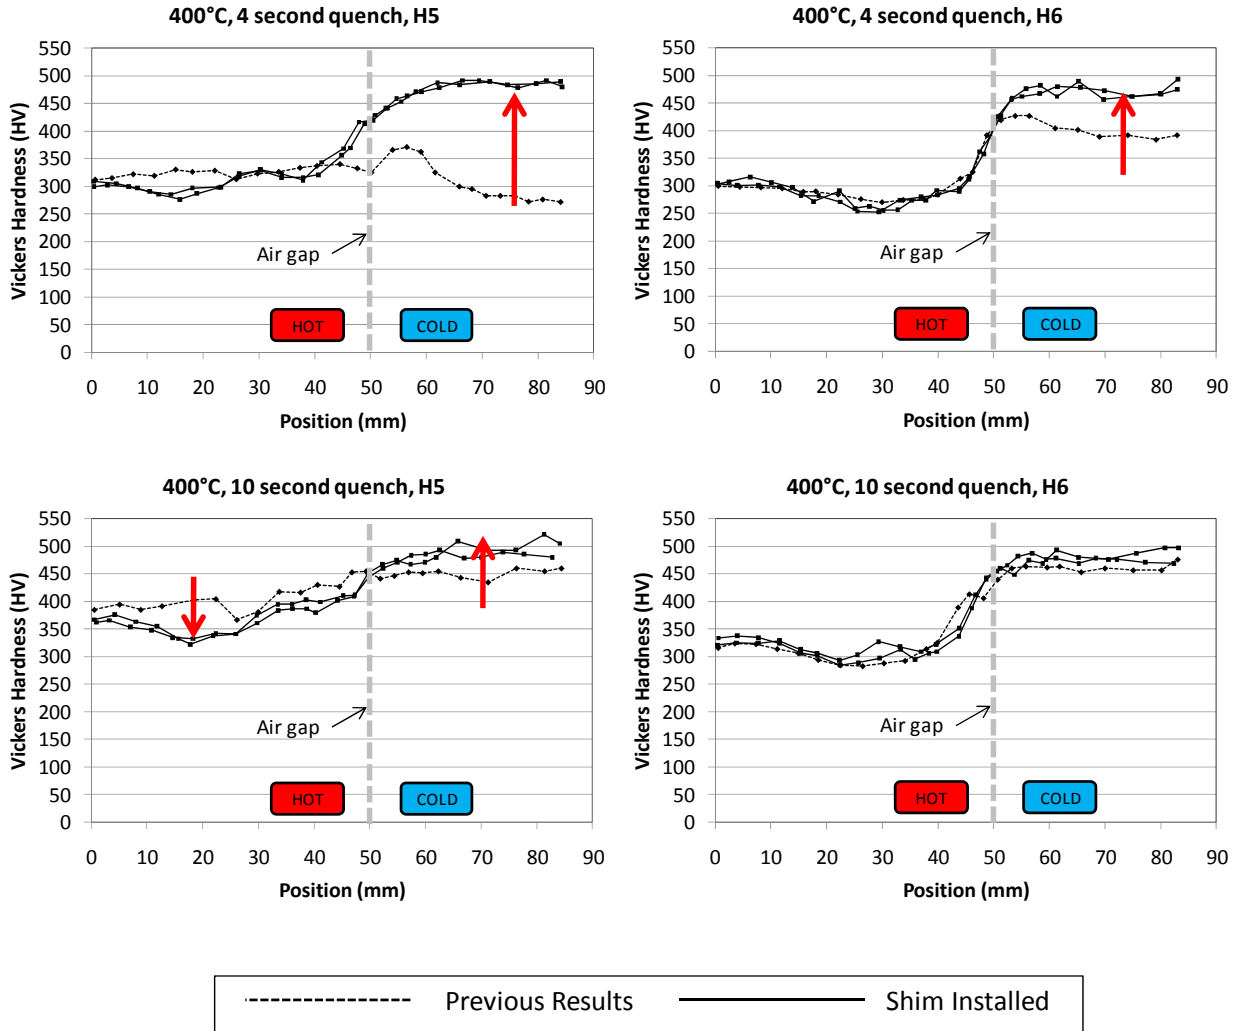 400°C, 4 second quench, H5
Vickers Hardness (HV)
550
500
450
400
350
300
250
200
150
100
50
0
Air gap
HOT
COLD
0 10 20 30 40 50 60 70 80 90
Position (mm)
400°C, 4 second quench, H6
Vickers Hardness (HV)
550
500
450
400
350
300
250
200
150
100
50
0
Air gap
HOT
COLD
0 10 20 30 40 50 60 70 80 90
Position (mm)
400°C, 10 second quench, H5
Vickers Hardness (HV)
550
500
450
400
350
300
250
200
150
100
50
0
Air gap
HOT
COLD
0 10 20 30 40 50 60 70 80 90
Position (mm)
400°C, 10 second quench, H6
Vickers Hardness (HV)
550
500
450
400
350
300
250
200
150
100
50
0
Air gap
HOT
COLD
0 10 20 30 40 50 60 70 80 90
Position (mm)
Previous Results Shim Installed